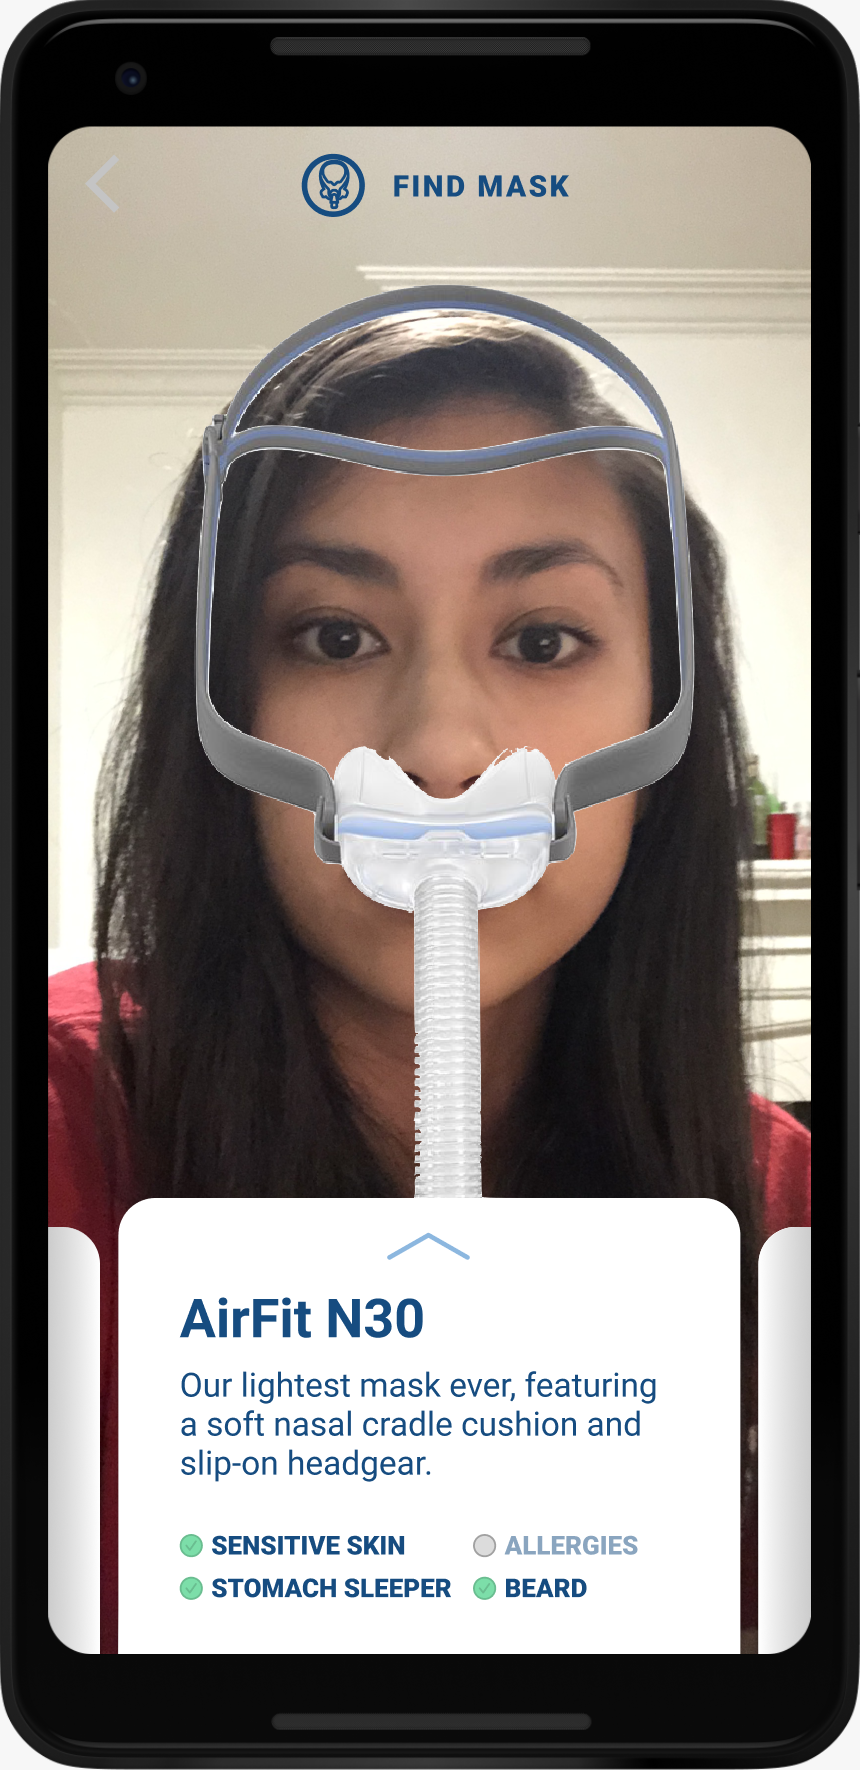 FIND MASK
AirFit N30
Our lightest mask ever, featuring
a soft nasal cradle cushion and
slip-on headgear.
SENSITIVE SKIN
ALLERGIES
STOMACH SLEEPER
BEARD